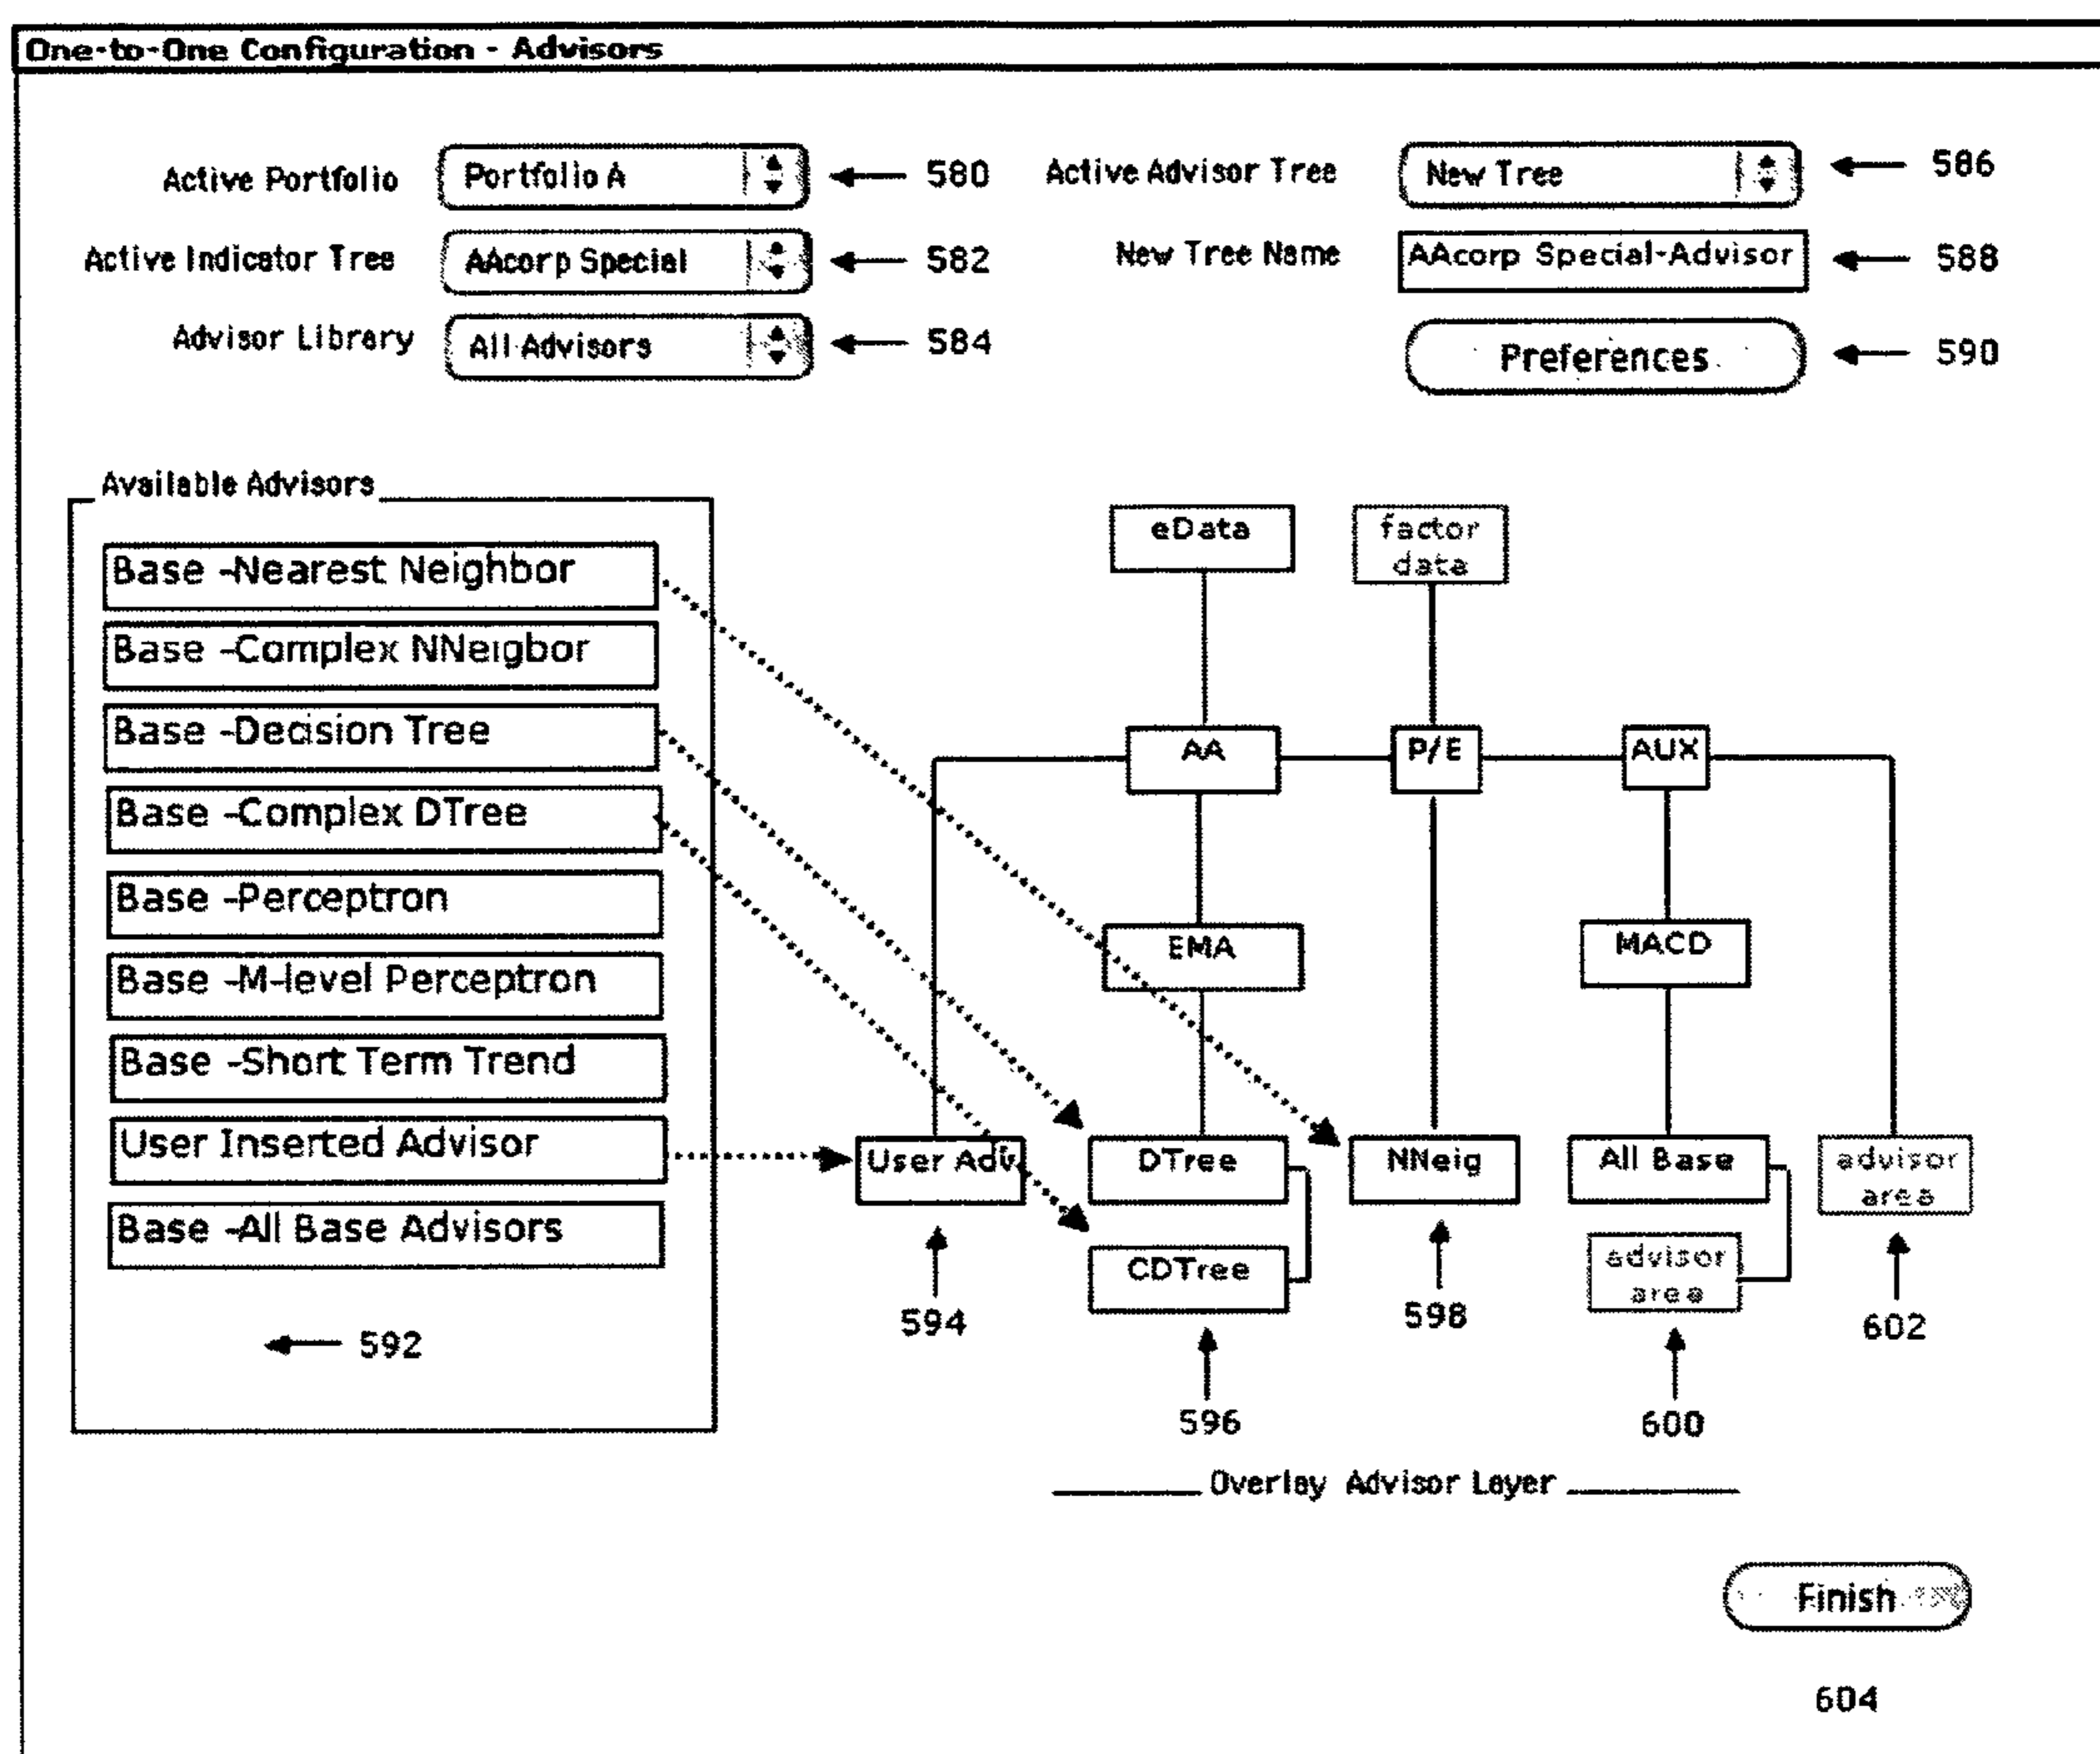 One-to-One Configuration - Advisors
Active Portfolio Portfolio A 580 Active Advisor Tree New Tree 586
Active Indicator Tree AAcorp Special 582 New Tree Name AAcorp Special-Advisor 588
Advisor Library All Advisors 584 Preferences 590
Available Advisors
Base -Nearest Neighbor
Base -Complex NNeigbor
Base -Decision Tree
Base -Complex DTree
Base -Perceptron
Base -M-level Perceptron
Base -Short Term Trend
User Inserted Advisor
Base -All Base Advisors
592
eData
factor
data
AA
P/E
AUX
EMA
MACD
User Adv
DTree
NNeig
All Base
advisor
area
CDTree
advisor
area
594
596
598
600
602
Overlay Advisor Layer
Finish
604